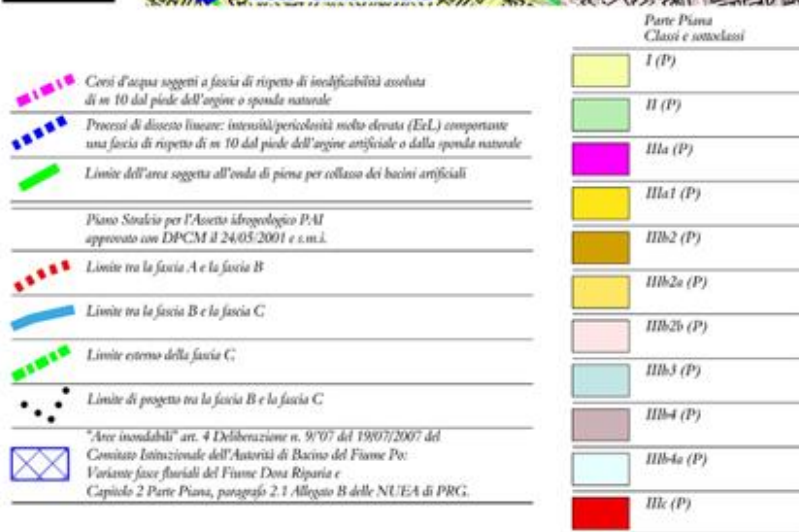 Corsi d'acqua soggetti a fascia di rispetto di inedificabilità assoluta
di m 10 dal piede dell'argine o sponda naturale
Processi di dissesto lineare: intensità/pericolosità molto elevata (EeL) comportante
una fascia di rispetto di m 10 dal piede dell'argine artificiale o dalla sponda naturale
Limite dell'area soggetta all'onda di piena per collasso dei bacini artificiali
Piano Stralcio per l'Assetto idrogeologico PAI
approvato con DPCM il 24/05/2001 e s.m.i.
Limite tra la fascia A e la fascia B
Limite tra la fascia B e la fascia C
Limite esterno della fascia C
Limite di progetto tra la fascia B e la fascia C
"Aree inondabili" art. 4 Deliberazione n. 9/'07 del 19/07/2007 del
Comitato Istituzionale dell'Autorità di Bacino del Fiume Po:
Variante fasce fluviali del Fiume Dora Riparia e
Capitolo 2 Parte Piana, paragrafo 2.1 Allegato B delle NUEA di PRG.
Parte Piana
Classi e sottoclassi
I (P)
II (P)
IIIa (P)
IIIa1 (P)
IIIb2 (P)
IIIb2a (P)
IIIb2b (P)
IIIb3 (P)
IIIb4 (P)
IIIb4a (P)
IIIc (P)